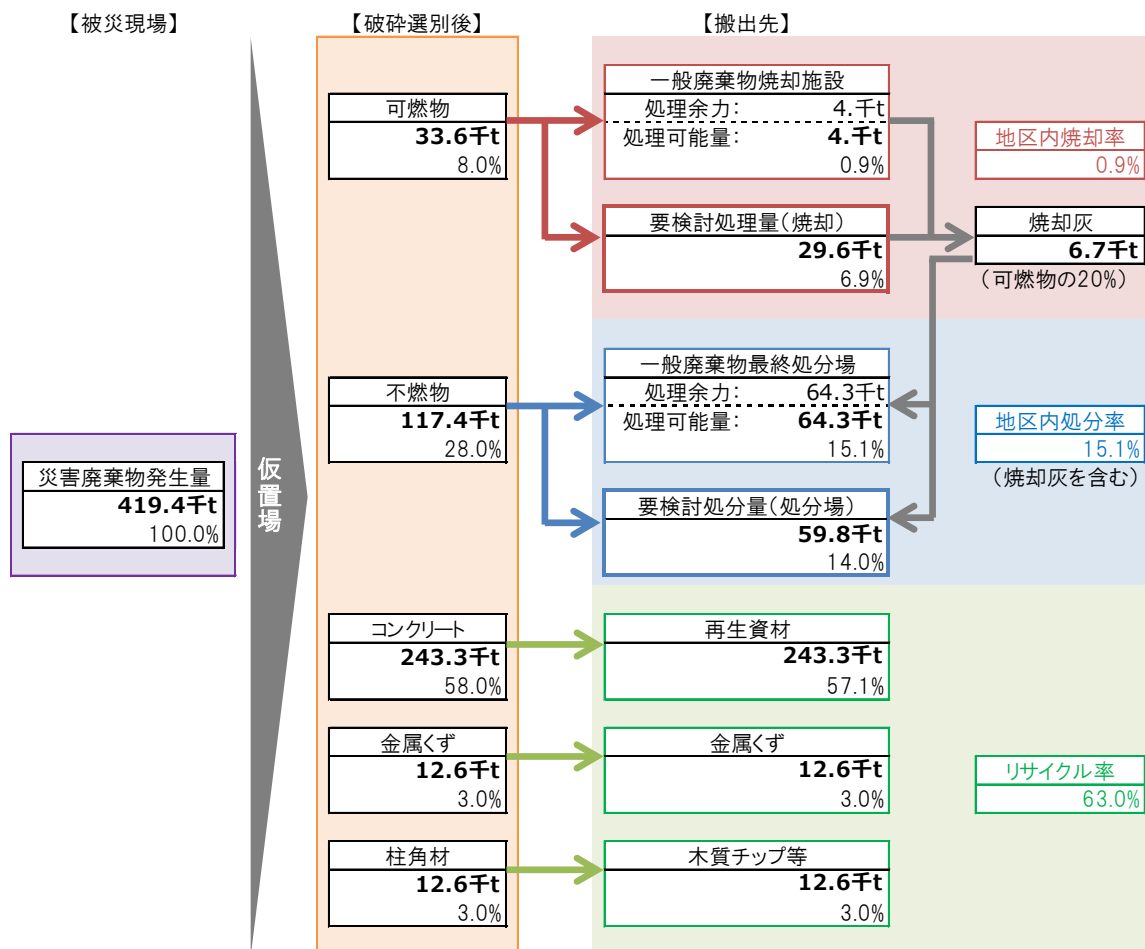 【被災現場】
【破砕選別後】
【搬出先】
災害廃棄物発生量
419.4千t
100.0%
仮置場
可燃物
33.6千t
8.0%
不燃物
117.4千t
28.0%
コンクリート
243.3千t
58.0%
金属くず
12.6千t
3.0%
柱角材
12.6千t
3.0%
一般廃棄物焼却施設
処理余力: 4.千t
処理可能量: 4.千t
0.9%
要検討処理量(焼却)
29.6千t
6.9%
一般廃棄物最終処分場
処理余力: 64.3千t
処理可能量: 64.3千t
15.1%
要検討処分量(処分場)
59.8千t
14.0%
再生資材
243.3千t
57.1%
金属くず
12.6千t
3.0%
木質チップ等
12.6千t
3.0%
地区内焼却率
0.9%
焼却灰
6.7千t
(可燃物の20%)
地区内処分率
15.1%
(焼却灰を含む)
リサイクル率
63.0%